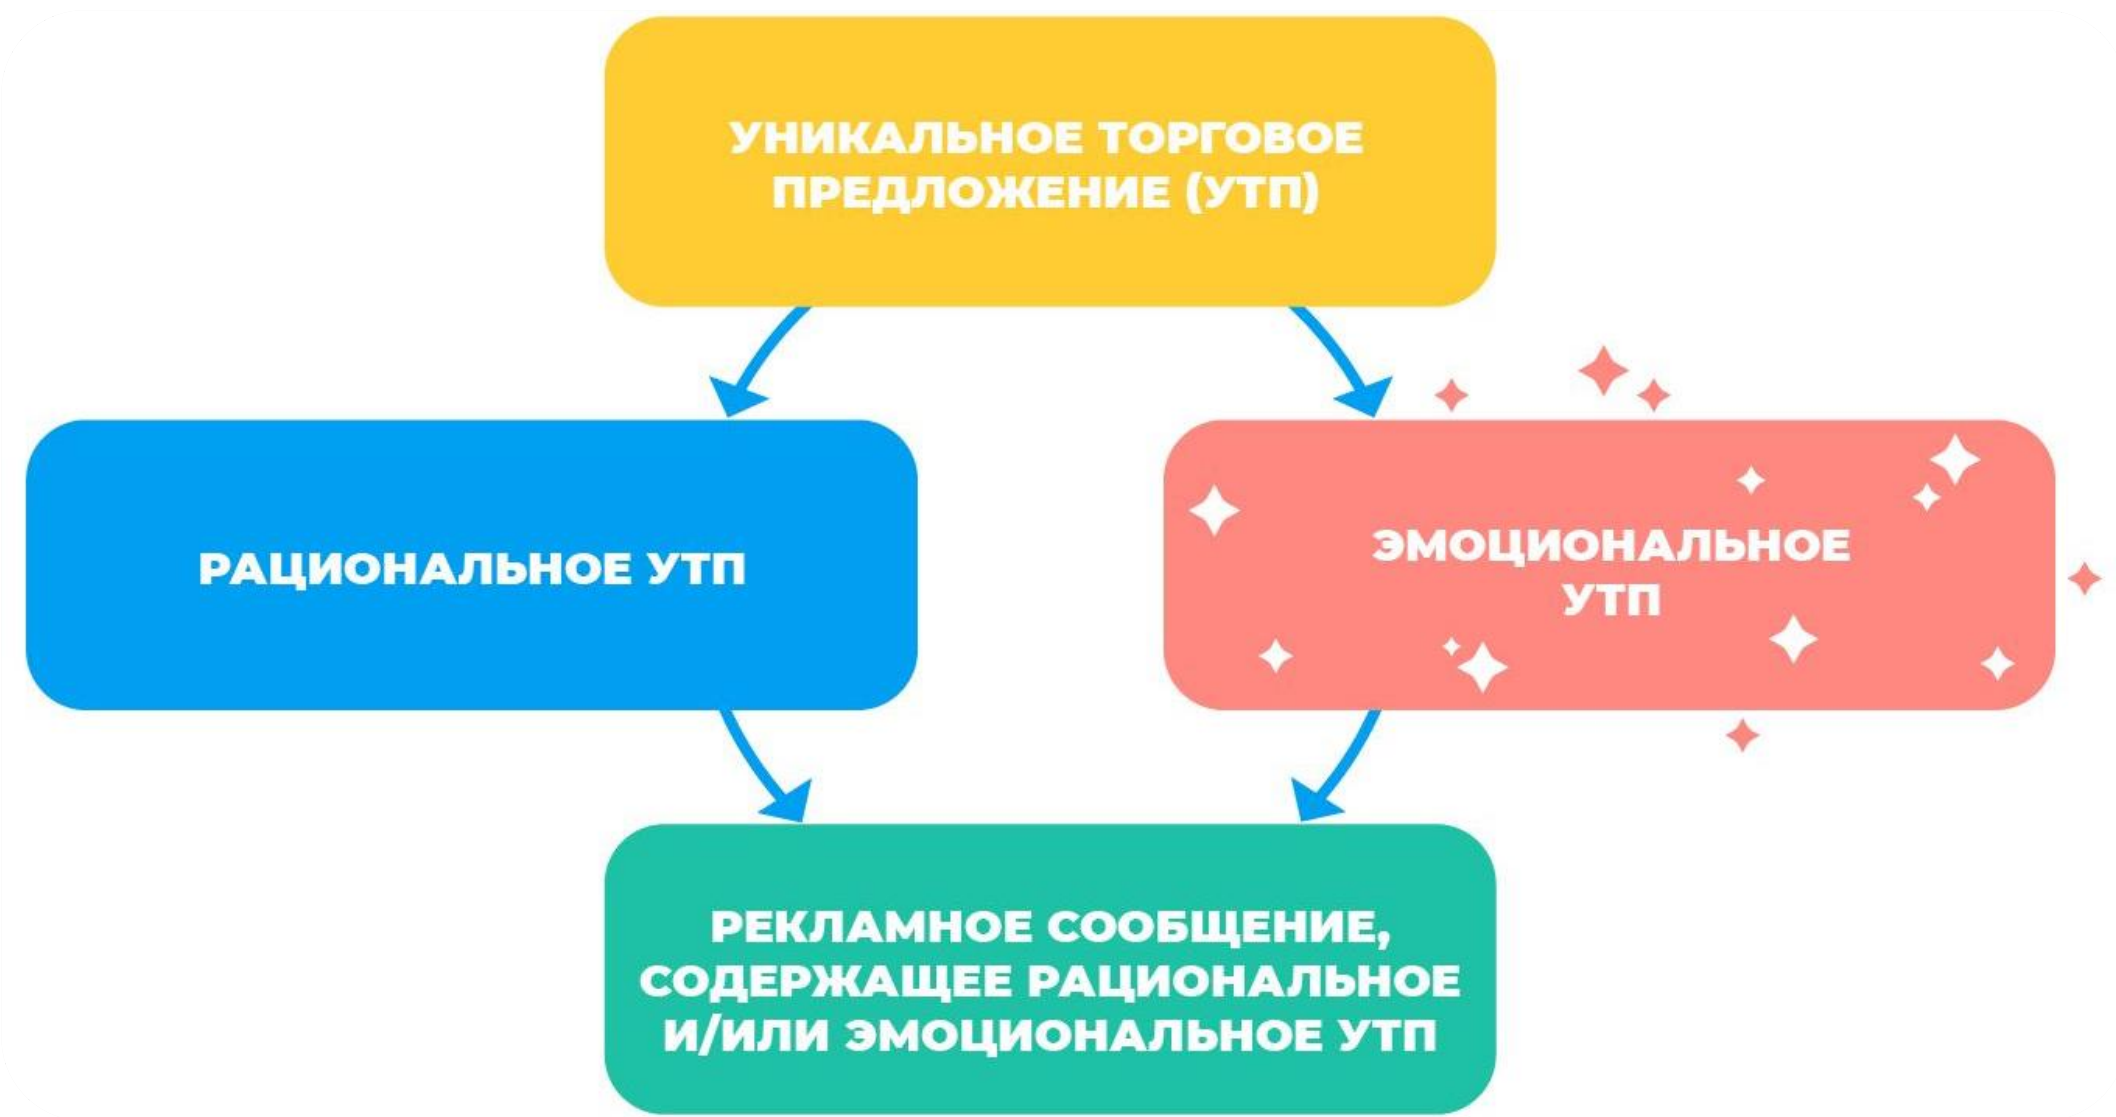 УНИКАЛЬНОЕ ТОРГОВОЕ
ПРЕДЛОЖЕНИЕ (УТП)
РАЦИОНАЛЬНОЕ УТП
ЭМОЦИОНАЛЬНОЕ
УТП
РЕКЛАМНОЕ СООБЩЕНИЕ,
СОДЕРЖАЩЕЕ РАЦИОНАЛЬНОЕ
И/ИЛИ ЭМОЦИОНАЛЬНОЕ УТП